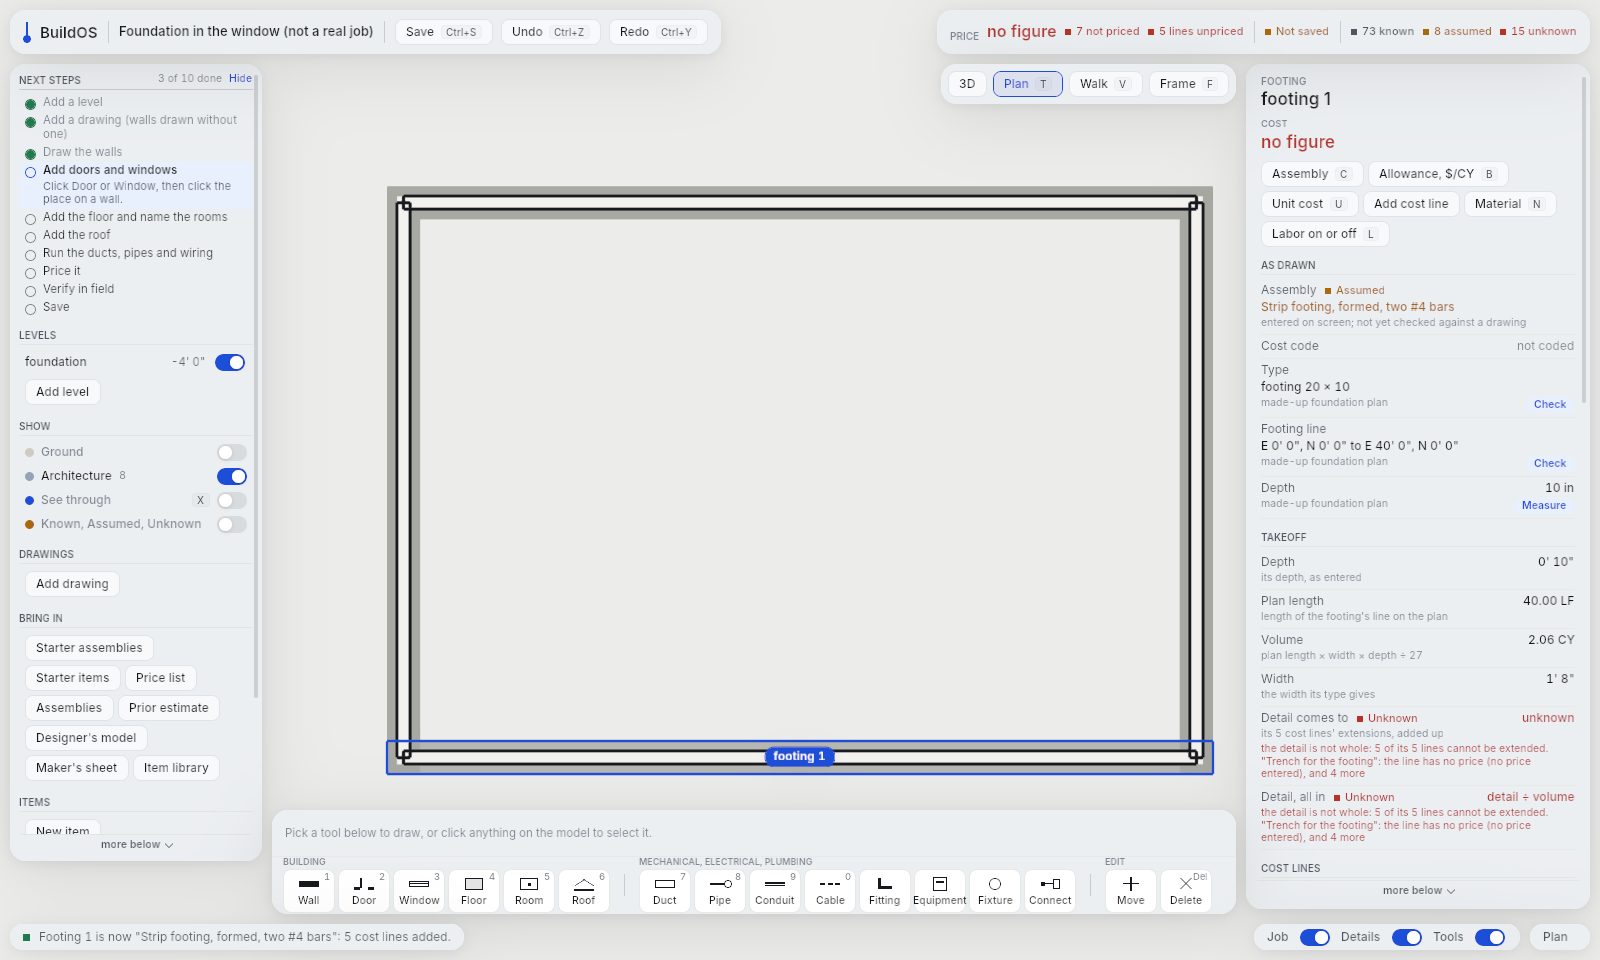 BuildOS
Foundation in the window (not a real job)
Save Ctrl+S
Undo Ctrl+Z
Redo Ctrl+Y
PRICE no figure
7 not priced
5 lines unpriced
Not saved
73 known
8 assumed
15 unknown
NEXT STEPS
3 of 10 done
Hide
Add a level
Add a drawing (walls drawn without
one)
Draw the walls
Add doors and windows
Click Door or Window, then click the
place on a wall.
Add the floor and name the rooms
Add the roof
Run the ducts, pipes and wiring
Price it
Verify in field
Save
LEVELS
foundation -4' 0"
Add level
SHOW
Ground
Architecture 8
See through X
Known, Assumed, Unknown
DRAWINGS
Add drawing
BRING IN
Starter assemblies
Starter items Price list
Assemblies Prior estimate
Designer's model
Maker's sheet Item library
ITEMS
New item
more below
3D
Plan T
Walk V
Frame F
footing 1
Pick a tool below to draw, or click anything on the model to select it.
BUILDING
Wall 1
Door 2
Window 3
Floor 4
Room 5
Roof 6
MECHANICAL, ELECTRICAL, PLUMBING
Duct 7
Pipe 8
Conduit 9
Cable 0
Fitting
Equipment
Fixture
Connect
EDIT
Move
Delete Del
FOOTING
footing 1
COST
no figure
Assembly C
Allowance, $/CY B
Unit cost U
Add cost line
Material N
Labor on or off L
AS DRAWN
Assembly Assumed
Strip footing, formed, two #4 bars
entered on screen; not yet checked against a drawing
Cost code not coded
Type
footing 20 × 10
made-up foundation plan Check
Footing line
E 0' 0", N 0' 0" to E 40' 0", N 0' 0"
made-up foundation plan Check
Depth 10 in
made-up foundation plan Measure
TAKEOFF
Depth 0' 10"
its depth, as entered
Plan length 40.00 LF
length of the footing's line on the plan
Volume 2.06 CY
plan length × width × depth ÷ 27
Width 1' 8"
the width its type gives
Detail comes to Unknown unknown
its 5 cost lines' extensions, added up
the detail is not whole: 5 of its 5 lines cannot be extended.
"Trench for the footing": the line has no price (no price
entered), and 4 more
Detail, all in Unknown detail ÷ volume
the detail is not whole: 5 of its 5 lines cannot be extended.
"Trench for the footing": the line has no price (no price
entered), and 4 more
COST LINES
more below
Footing 1 is now "Strip footing, formed, two #4 bars": 5 cost lines added.
Job
Details
Tools
Plan